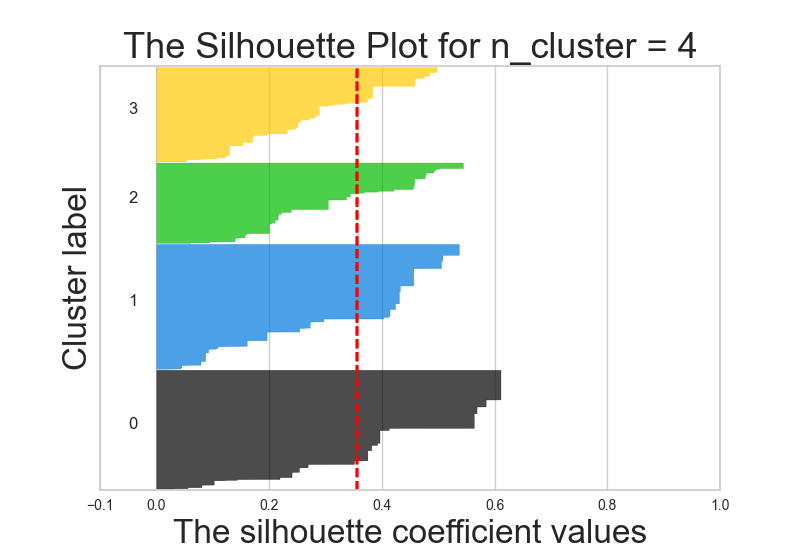 The Silhouette Plot for n_cluster = 4
Cluster label
3
2
1
0
−0.1 0.0 0.2 0.4 0.6 0.8 1.0
The silhouette coefficient values